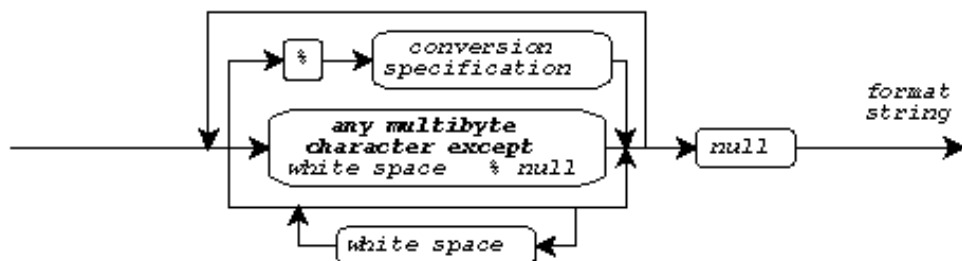 %
conversion
specification
any multibyte
character except
white space % null
null
format
string
white space